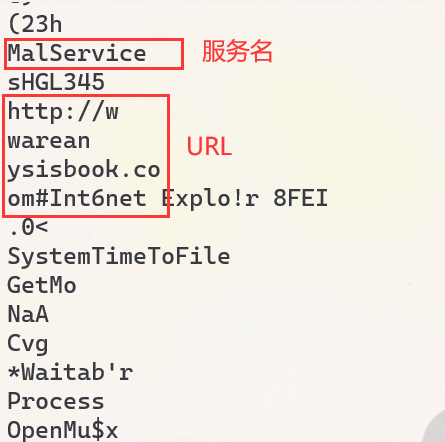 (23h
MalService
服务名
sHGL345
http://w
warean
URL
ysisbook.co
om#Int6net Explo!r 8FEI
.0<
SystemTimeToFile
GetMo
NaA
Cvg
*Waitab'r
Process
OpenMu$x